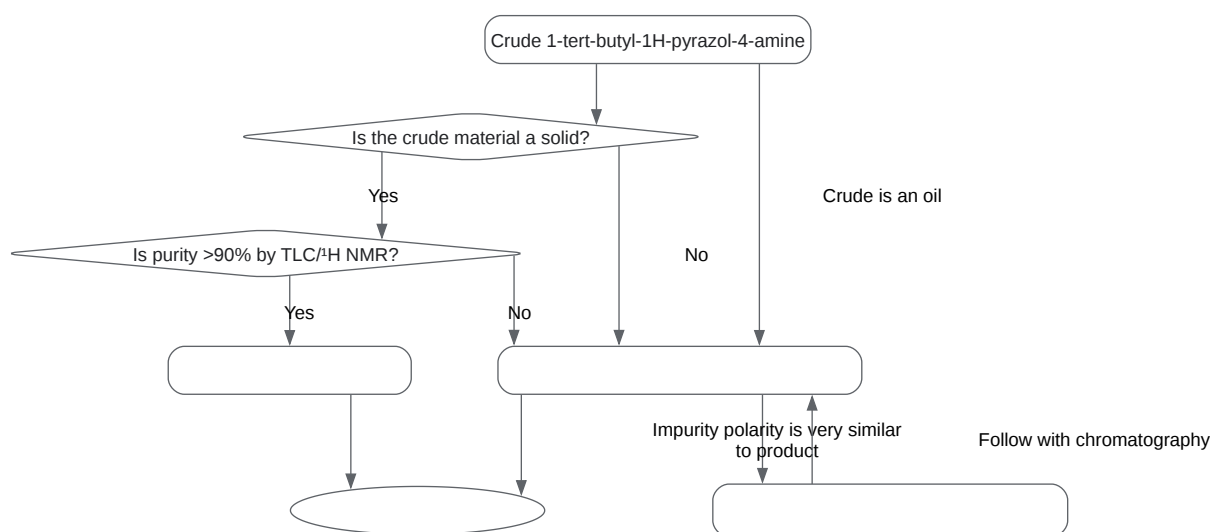 Crude 1-tert-butyl-1H-pyrazol-4-amine
Is the crude material a solid?
Yes
Crude is an oil
Is purity >90% by TLC/¹H NMR?
No
Yes
No
Impurity polarity is very similar
to product
Follow with chromatography